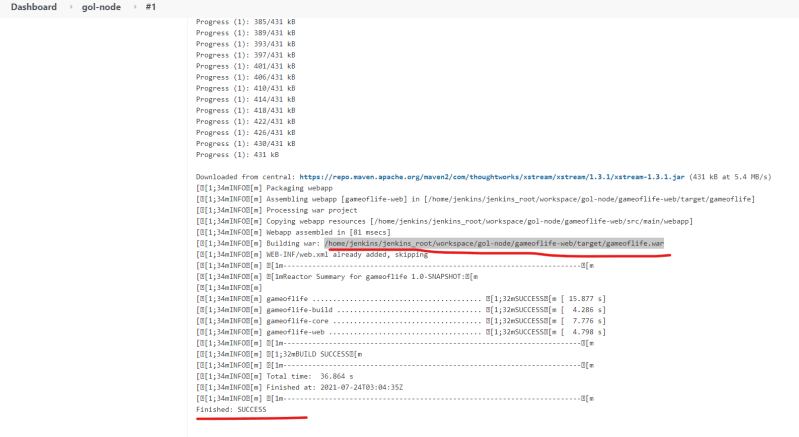 Dashboard › gol-node › #1
Progress (1): 385/431 kB
Progress (1): 389/431 kB
Progress (1): 393/431 kB
Progress (1): 397/431 kB
Progress (1): 401/431 kB
Progress (1): 406/431 kB
Progress (1): 410/431 kB
Progress (1): 414/431 kB
Progress (1): 418/431 kB
Progress (1): 422/431 kB
Progress (1): 426/431 kB
Progress (1): 430/431 kB
Progress (1): 431 kB
Downloaded from central: https://repo.maven.apache.org/maven2/com/thoughtworks/xstream/xstream/1.3.1/xstream-1.3.1.jar (431 kB at 5.4 MB/s)
[[1;34mINFO[m] Packaging webapp
[[1;34mINFO[m] Assembling webapp [gameoflife-web] in [/home/jenkins/jenkins_root/workspace/gol-node/gameoflife-web/target/gameoflife]
[[1;34mINFO[m] Processing war project
[[1;34mINFO[m] Copying webapp resources [/home/jenkins/jenkins_root/workspace/gol-node/gameoflife-web/src/main/webapp]
[[1;34mINFO[m] Webapp assembled in [81 msecs]
[[1;34mINFO[m] Building war: /home/jenkins/jenkins_root/workspace/gol-node/gameoflife-web/target/gameoflife.war
[[1;34mINFO[m] WEB-INF/web.xml already added, skipping
[[1;34mINFO[m] [1m------------------------------------------------------------------------[m
[[1;34mINFO[m] [1mReactor Summary for gameoflife 1.0-SNAPSHOT:[m
[[1;34mINFO[m]
[[1;34mINFO[m] gameoflife ......................................... [1;32mSUCCESS[m [ 15.877 s]
[[1;34mINFO[m] gameoflife-build ................................... [1;32mSUCCESS[m [  4.286 s]
[[1;34mINFO[m] gameoflife-core .................................... [1;32mSUCCESS[m [  7.776 s]
[[1;34mINFO[m] gameoflife-web ..................................... [1;32mSUCCESS[m [  4.798 s]
[[1;34mINFO[m] [1m------------------------------------------------------------------------[m
[[1;34mINFO[m] [1;32mBUILD SUCCESS[m
[[1;34mINFO[m] [1m------------------------------------------------------------------------[m
[[1;34mINFO[m] Total time:  36.864 s
[[1;34mINFO[m] Finished at: 2021-07-24T03:04:35Z
[[1;34mINFO[m] [1m------------------------------------------------------------------------[m
Finished: SUCCESS